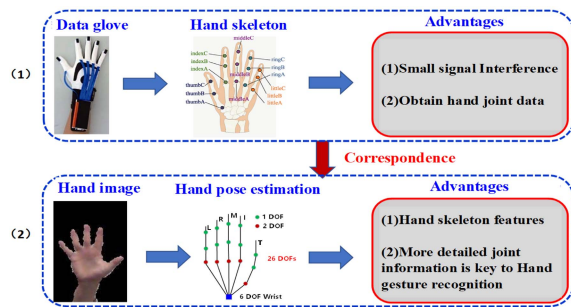 Data glove
Hand skeleton
Advantages
(1)
middleC
indexC
indexB
indexA
ringC
ringB
ringA
middleB
thumbC
thumbB
thumbA
middleA
littleC
littleB
littleA
(1)Small signal Interference
(2)Obtain hand joint data
Correspondence
Hand image
Hand pose estimation
Advantages
(2)
L
R
M
I
T
1 DOF
2 DOF
26 DOFs
6 DOF Wrist
(1)Hand skeleton features
(2)More detailed joint
information is key to Hand
gesture recognition